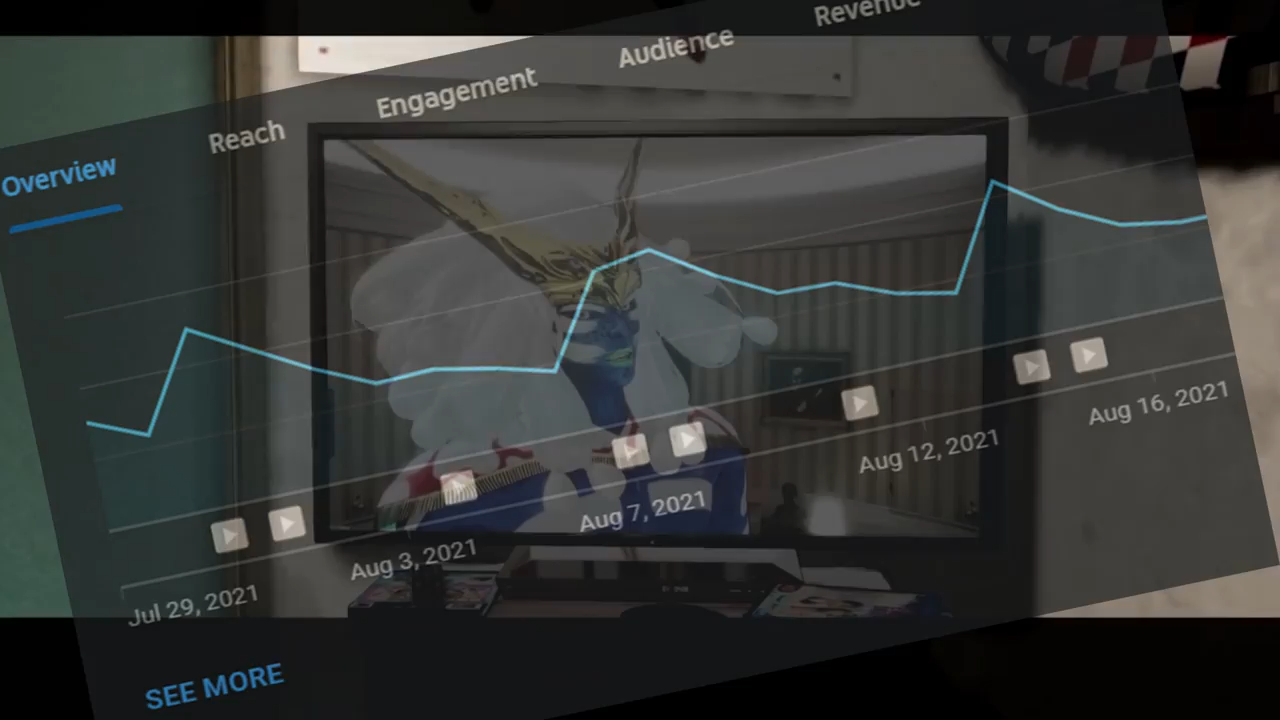 Overview
Reach
Engagement
Audience
Revenue
Jul 29, 2021
Aug 3, 2021
Aug 7, 2021
Aug 12, 2021
Aug 16, 2021
SEE MORE